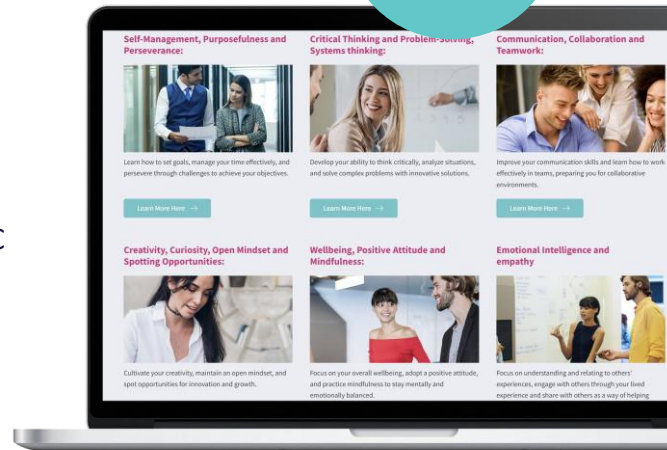 Self-Management, Purposefulness and
Perseverance:
Learn how to set goals, manage your time effectively, and
persevere through challenges to achieve your objectives.
Learn More Here →
Critical Thinking and Problem-Solving,
Systems thinking:
Develop your ability to think critically, analyze situations,
and solve complex problems with innovative solutions.
Learn More Here →
Communication, Collaboration and
Teamwork:
Improve your communication skills and learn how to work
effectively in teams, preparing you for collaborative
environments.
Learn More Here →
Creativity, Curiosity, Open Mindset and
Spotting Opportunities:
Cultivate your creativity, maintain an open mindset, and
spot opportunities for innovation and growth.
Wellbeing, Positive Attitude and
Mindfulness:
Focus on your overall wellbeing, adopt a positive attitude,
and practice mindfulness to stay mentally and
emotionally balanced.
Emotional Intelligence and
empathy
Focus on understanding and relating to others'
experiences, engage with others through your lived
experience and share with others as a way of helping